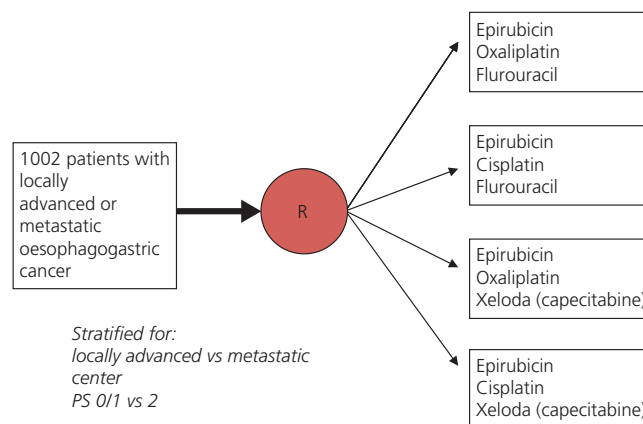 1002 patients with
locally
advanced or
metastatic
oesophagogastric
cancer
R
Epirubicin
Oxaliplatin
Flurouracil
Epirubicin
Cisplatin
Flurouracil
Epirubicin
Oxaliplatin
Xeloda (capecitabine)
Epirubicin
Cisplatin
Xeloda (capecitabine)
Stratified for:
locally advanced vs metastatic
center
PS 0/1 vs 2